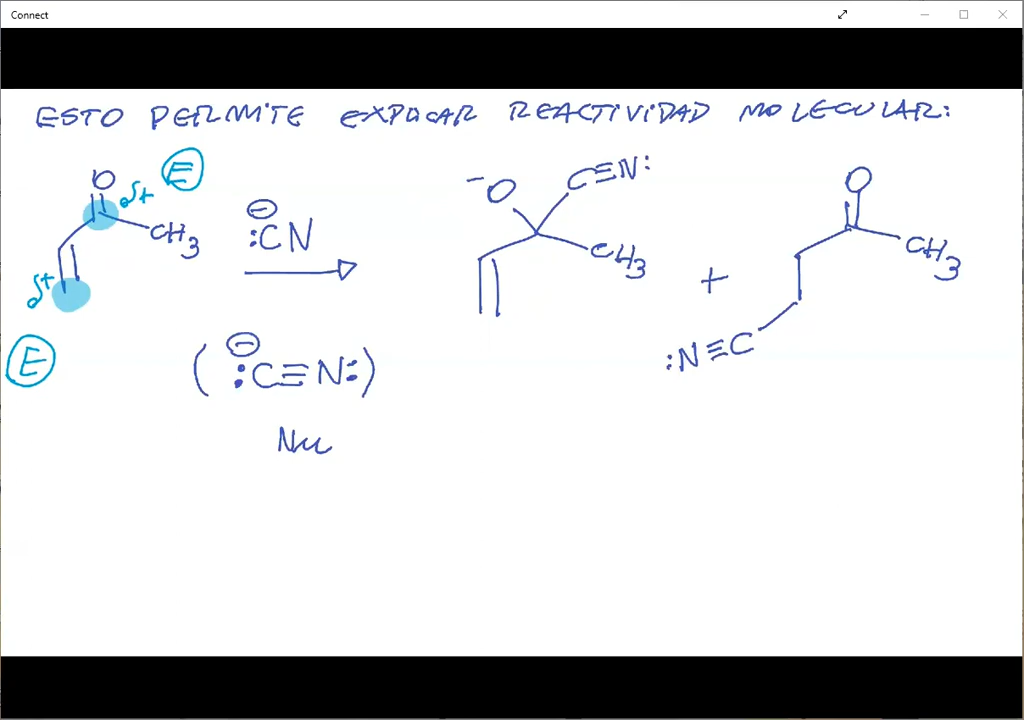 Connect
ESTO PERMITE EXPLICAR REACTIVIDAD MOLECULAR:
O δ+ E
CH3
δ+
E
⊖
:CN
(⊖ :C≡N:)
Nu
-O C≡N:
CH3
+
O
CH3
:N≡C